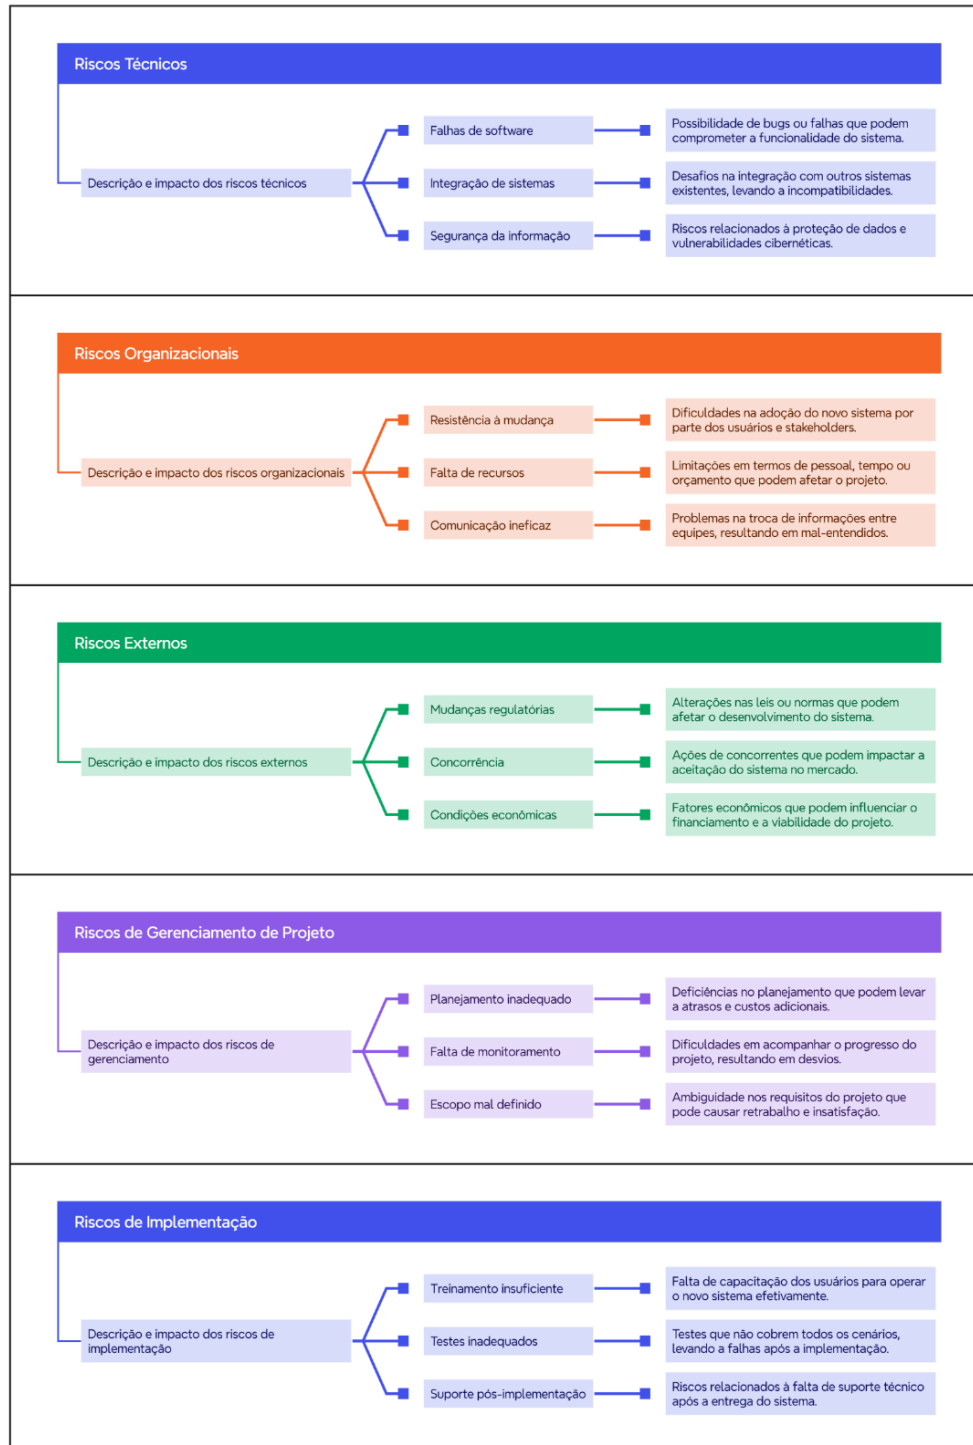 Riscos Técnicos
Descrição e impacto dos riscos técnicos
Falhas de software
Possibilidade de bugs ou falhas que podem
comprometer a funcionalidade do sistema.
Integração de sistemas
Desafios na integração com outros sistemas
existentes, levando a incompatibilidades.
Segurança da informação
Riscos relacionados à proteção de dados e
vulnerabilidades cibernéticas.
Riscos Organizacionais
Descrição e impacto dos riscos organizacionais
Resistência à mudança
Dificuldades na adoção do novo sistema por
parte dos usuários e stakeholders.
Falta de recursos
Limitações em termos de pessoal, tempo ou
orçamento que podem afetar o projeto.
Comunicação ineficaz
Problemas na troca de informações entre
equipes, resultando em mal-entendidos.
Riscos Externos
Descrição e impacto dos riscos externos
Mudanças regulatórias
Alterações nas leis ou normas que podem
afetar o desenvolvimento do sistema.
Concorrência
Ações de concorrentes que podem impactar a
aceitação do sistema no mercado.
Condições econômicas
Fatores econômicos que podem influenciar o
financiamento e a viabilidade do projeto.
Riscos de Gerenciamento de Projeto
Descrição e impacto dos riscos de
gerenciamento
Planejamento inadequado
Deficiências no planejamento que podem levar
a atrasos e custos adicionais.
Falta de monitoramento
Dificuldades em acompanhar o progresso do
projeto, resultando em desvios.
Escopo mal definido
Ambiguidade nos requisitos do projeto que
pode causar retrabalho e insatisfação.
Riscos de Implementação
Descrição e impacto dos riscos de
implementação
Treinamento insuficiente
Falta de capacitação dos usuários para operar
o novo sistema efetivamente.
Testes inadequados
Testes que não cobrem todos os cenários,
levando a falhas após a implementação.
Suporte pós-implementação
Riscos relacionados à falta de suporte técnico
após a entrega do sistema.